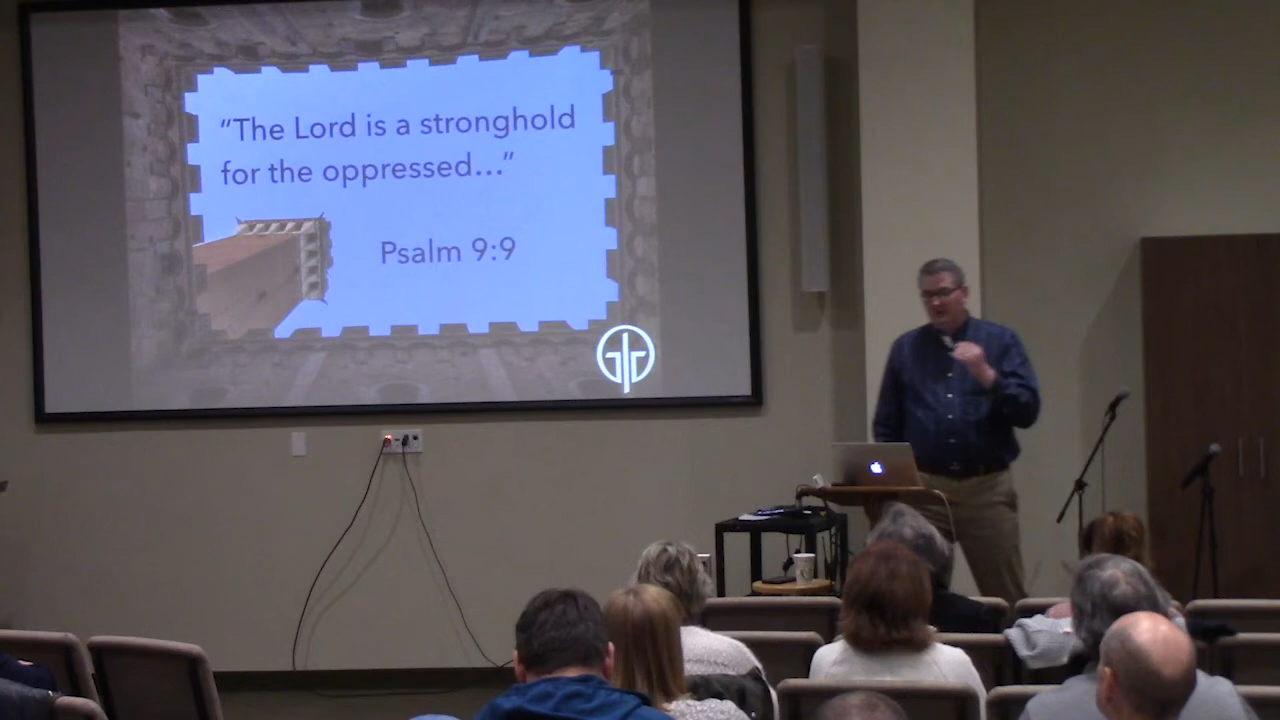 “The Lord is a stronghold
for the oppressed…”
Psalm 9:9